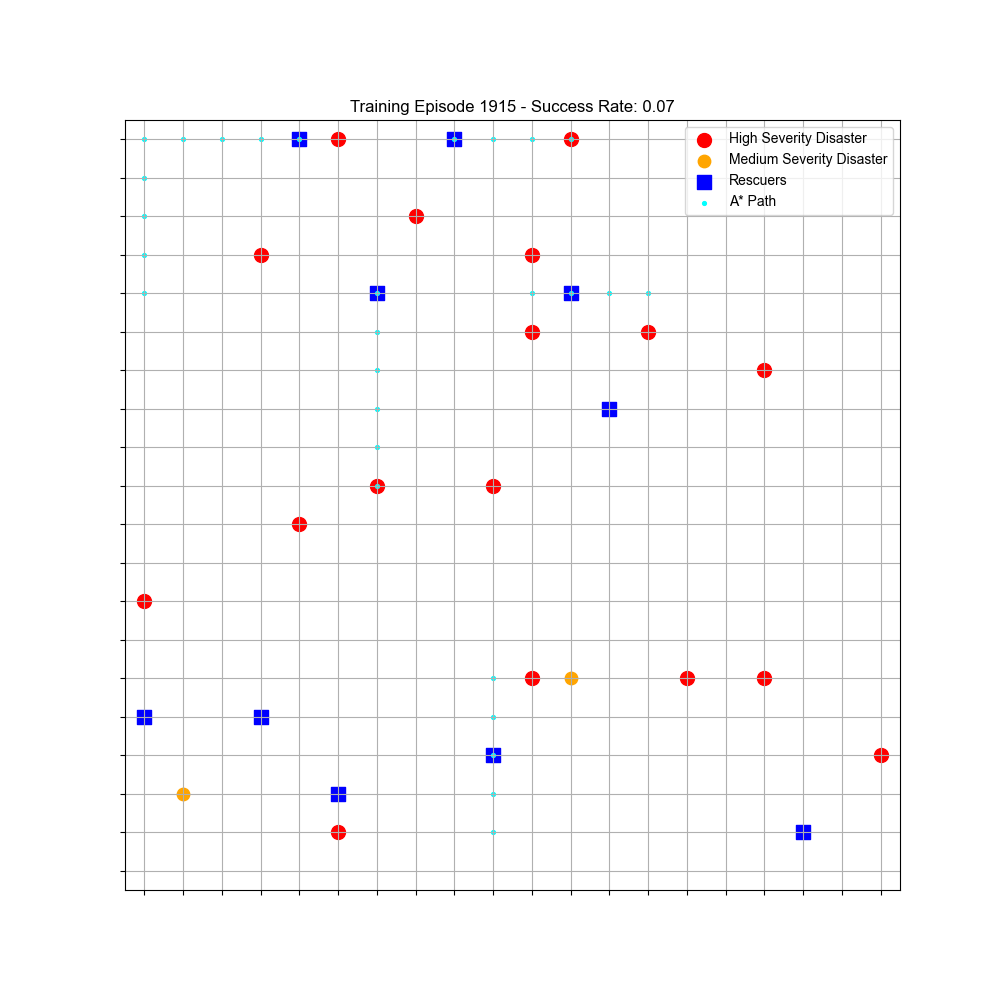 Training Episode 1915 - Success Rate: 0.07
High Severity Disaster
Medium Severity Disaster
Rescuers
A* Path